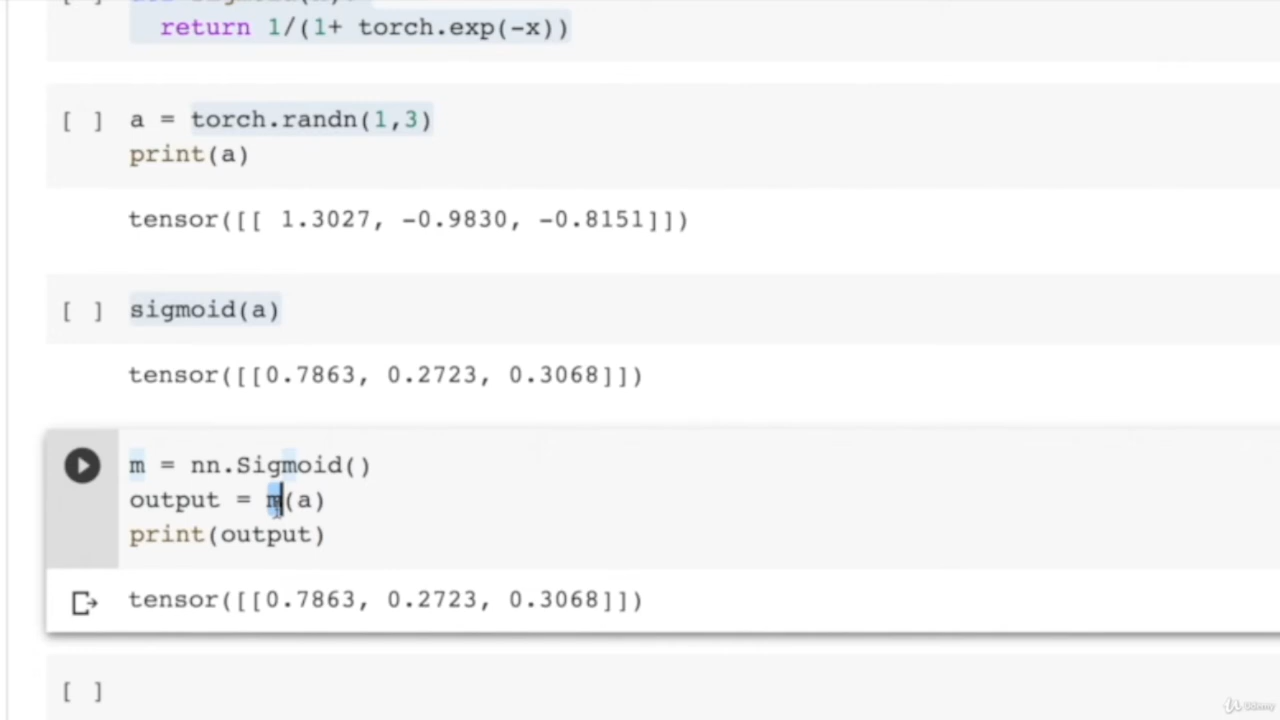 return 1/(1+ torch.exp(-x))
[ ] a = torch.randn(1,3)
print(a)
tensor([[ 1.3027, -0.9830, -0.8151]])
[ ] sigmoid(a)
tensor([[0.7863, 0.2723, 0.3068]])
m = nn.Sigmoid()
output = m(a)
print(output)
tensor([[0.7863, 0.2723, 0.3068]])
[ ]
Udemy